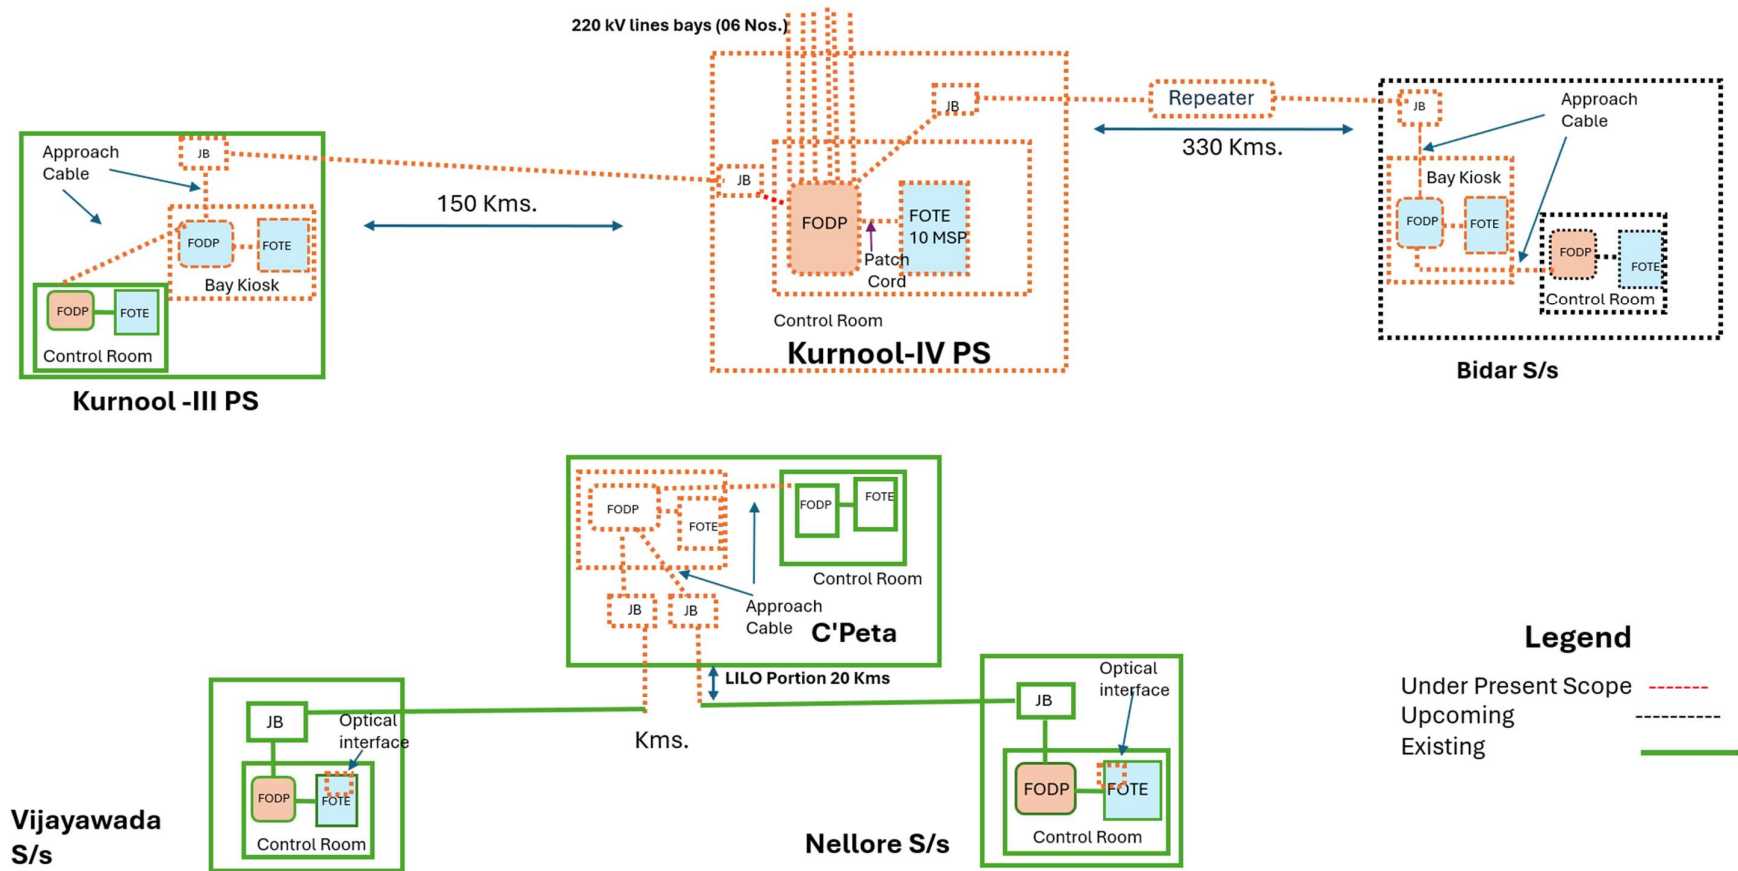 220 kV lines bays (06 Nos.)
Approach
Cable
JB
FODP
FOTE
Bay Kiosk
FODP
FOTE
Control Room
Kurnool -III PS
150 Kms.
JB
JB
FODP
FOTE
10 MSP
Patch
Cord
Control Room
Kurnool-IV PS
Repeater
330 Kms.
JB
Approach
Cable
Bay Kiosk
FODP
FOTE
FODP
FOTE
Control Room
Bidar S/s
FODP
FOTE
FODP
FOTE
Control Room
JB
JB
Approach
Cable
C'Peta
LILO Portion 20 Kms
Kms.
JB
Optical
interface
FODP
FOTE
Control Room
Vijayawada
S/s
JB
Optical
interface
FODP
FOTE
Control Room
Nellore S/s
Legend
Under Present Scope
Upcoming
Existing